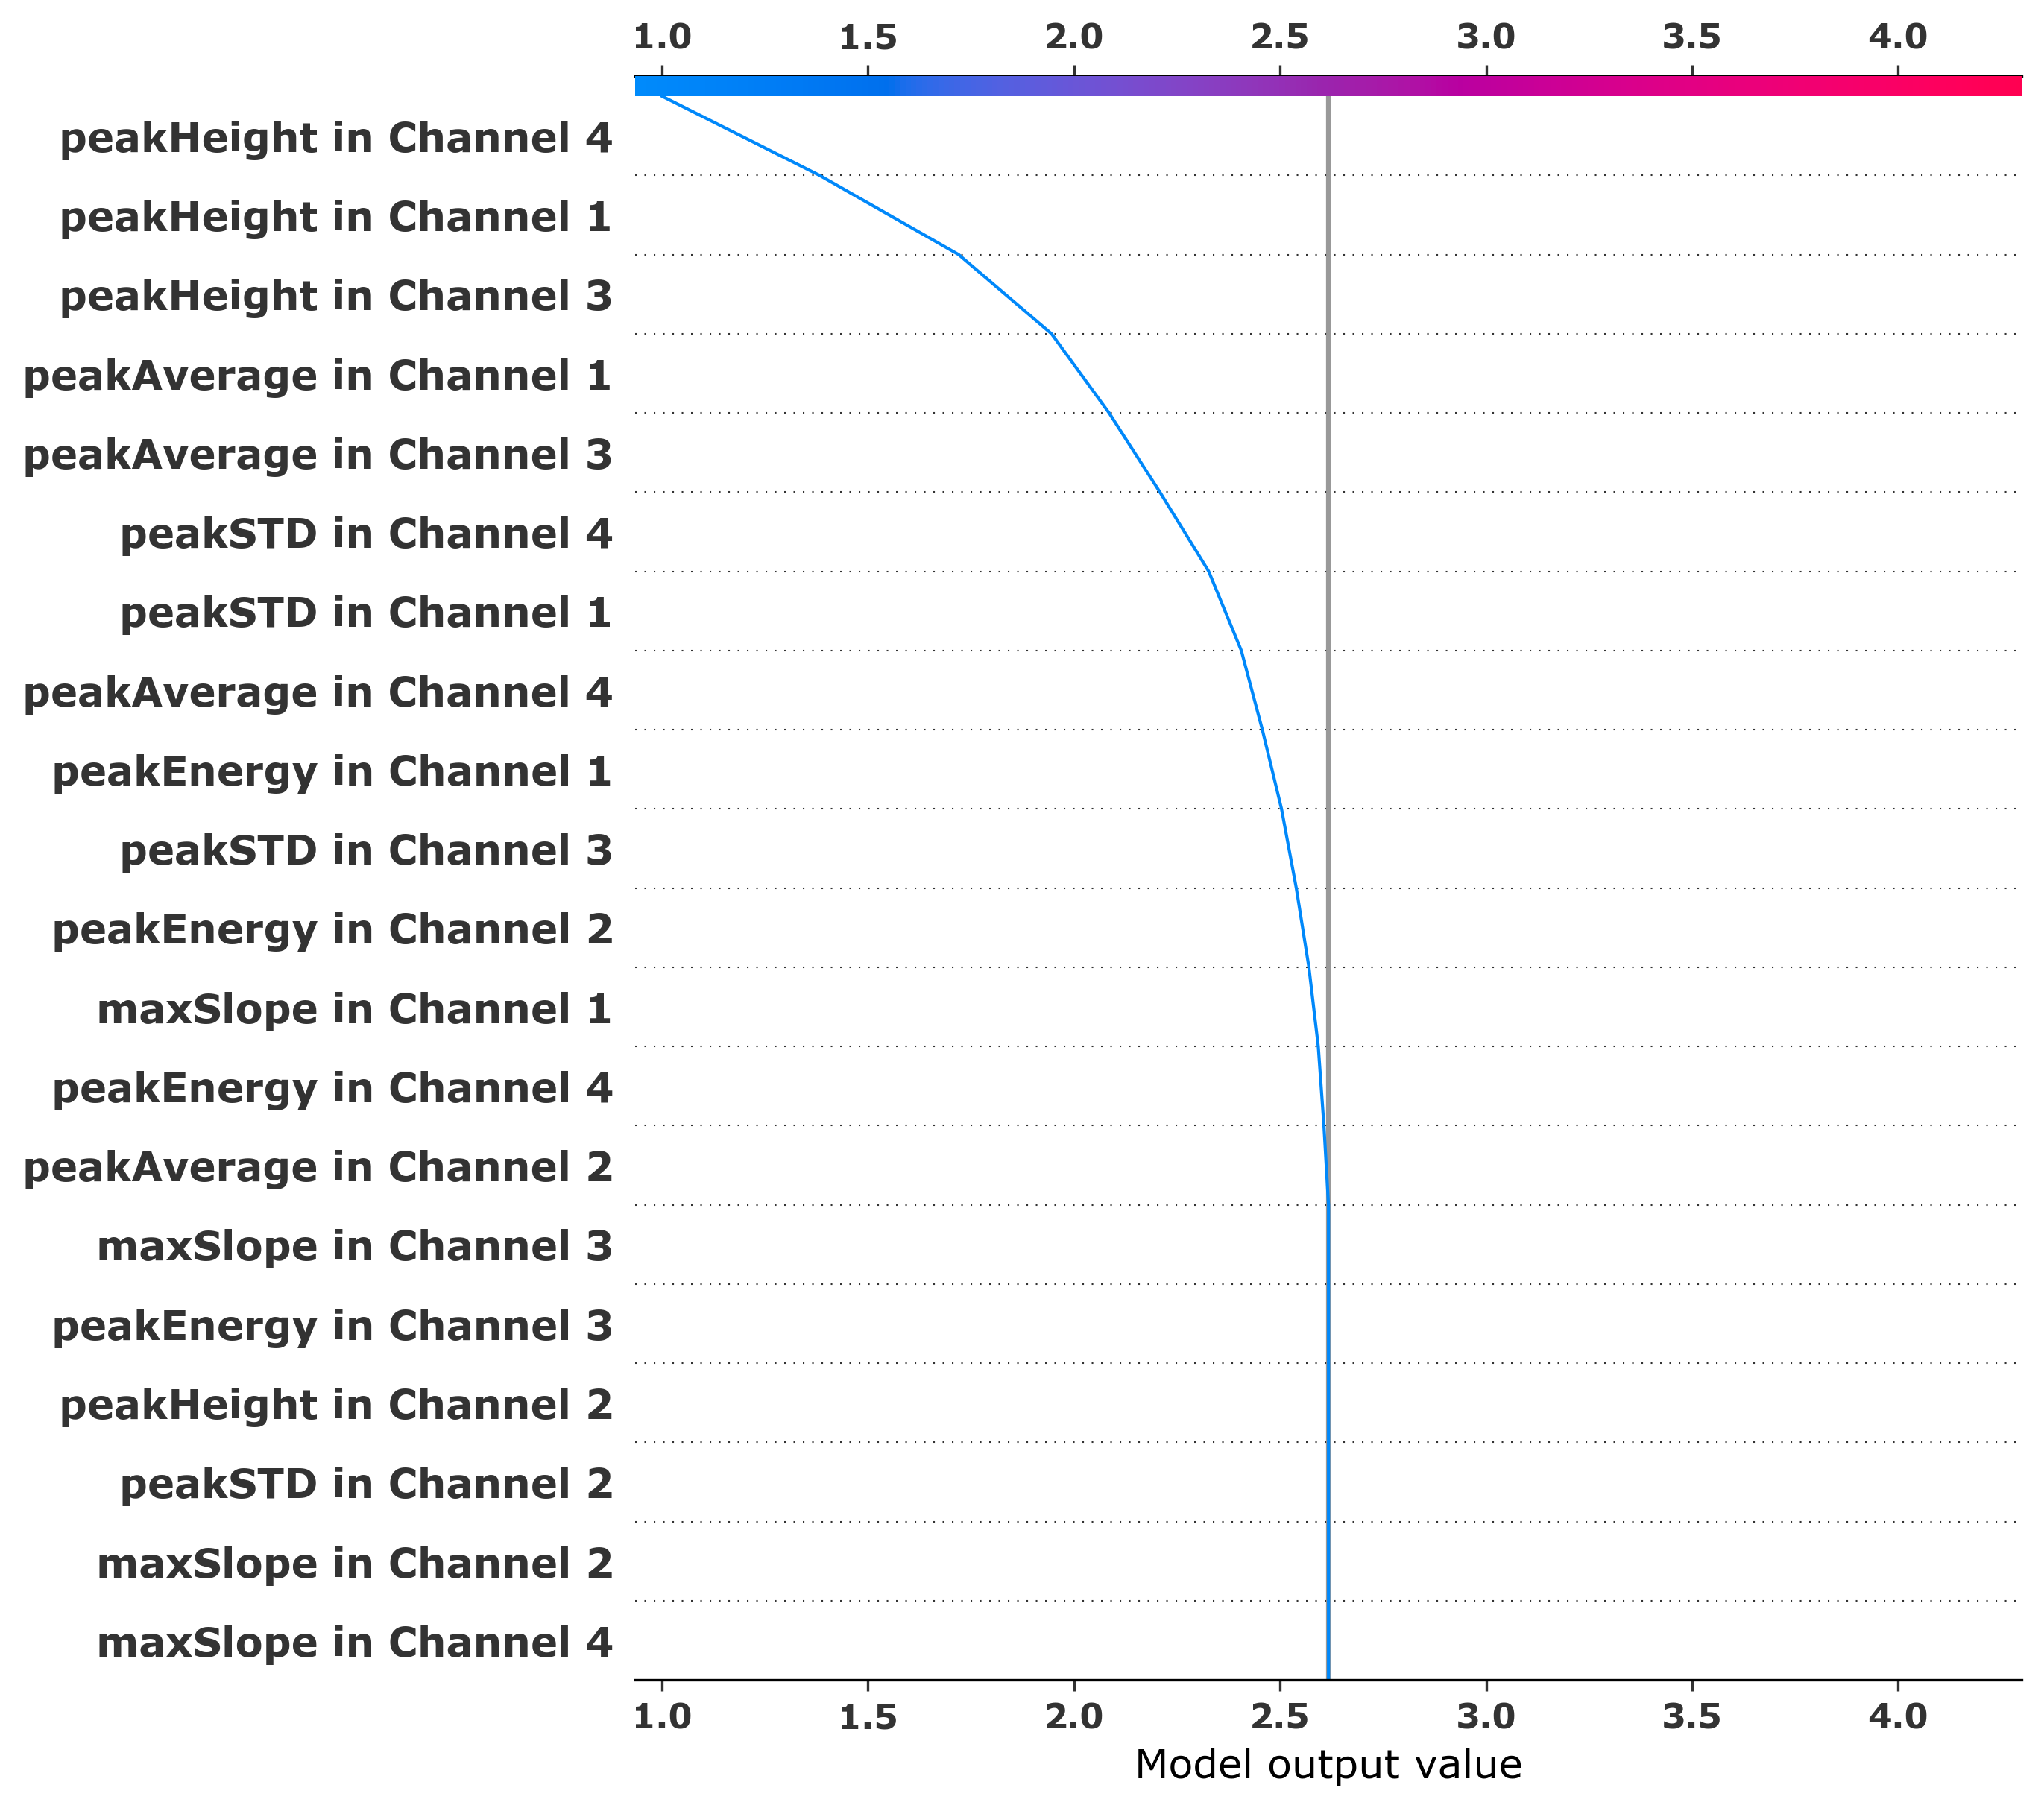 1.0 1.5 2.0 2.5 3.0 3.5 4.0
peakHeight in Channel 4
peakHeight in Channel 1
peakHeight in Channel 3
peakAverage in Channel 1
peakAverage in Channel 3
peakSTD in Channel 4
peakSTD in Channel 1
peakAverage in Channel 4
peakEnergy in Channel 1
peakSTD in Channel 3
peakEnergy in Channel 2
maxSlope in Channel 1
peakEnergy in Channel 4
peakAverage in Channel 2
maxSlope in Channel 3
peakEnergy in Channel 3
peakHeight in Channel 2
peakSTD in Channel 2
maxSlope in Channel 2
maxSlope in Channel 4
1.0 1.5 2.0 2.5 3.0 3.5 4.0
Model output value